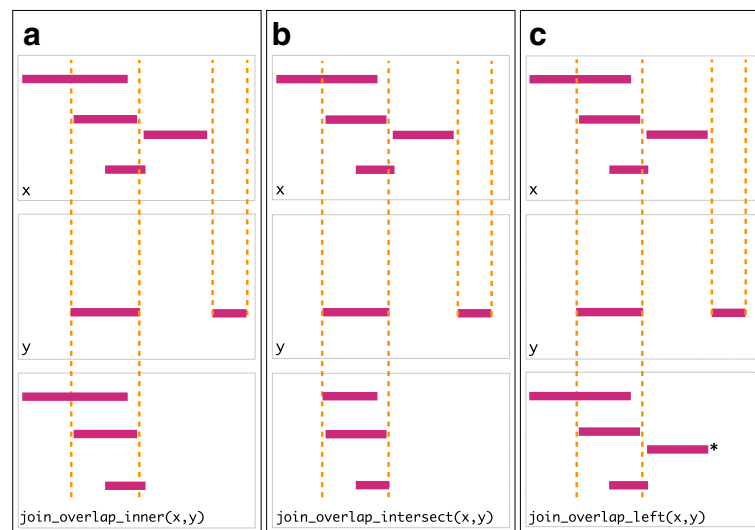 a
x
y
join_overlap_inner(x,y)
b
x
y
join_overlap_intersect(x,y)
c
x
y
*
join_overlap_left(x,y)